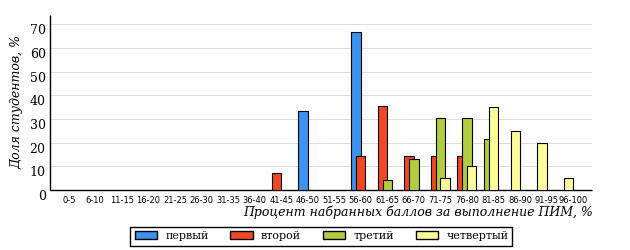 Доля студентов, %
70
60
50
40
30
20
10
0
0-5 6-10 11-15 16-20 21-25 26-30 31-35 36-40 41-45 46-50 51-55 56-60 61-65 66-70 71-75 76-80 81-85 86-90 91-95 96-100
Процент набранных баллов за выполнение ПИМ, %
первый второй третий четвертый